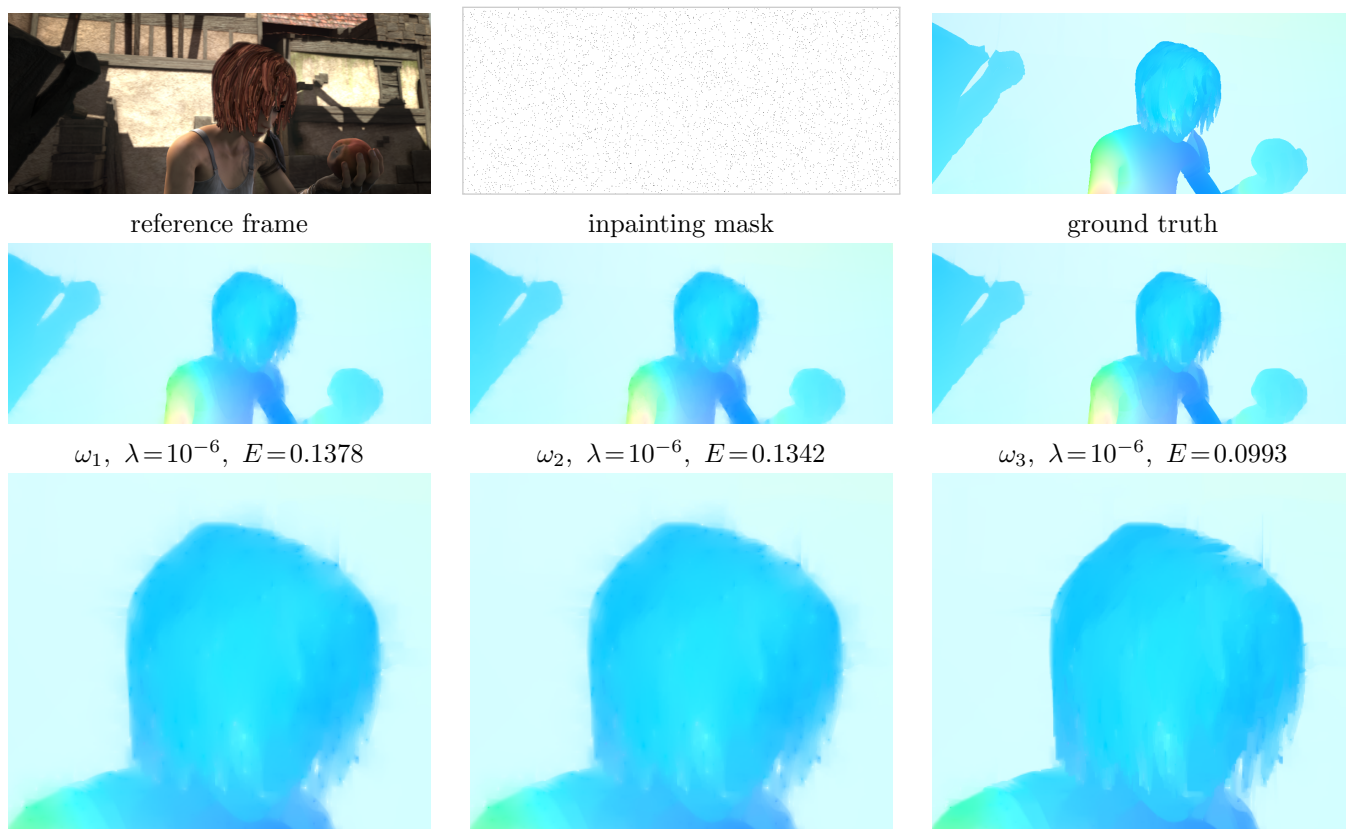 reference frame
inpainting mask
ground truth
ω₁, λ=10⁻⁶, E=0.1378
ω₂, λ=10⁻⁶, E=0.1342
ω₃, λ=10⁻⁶, E=0.0993